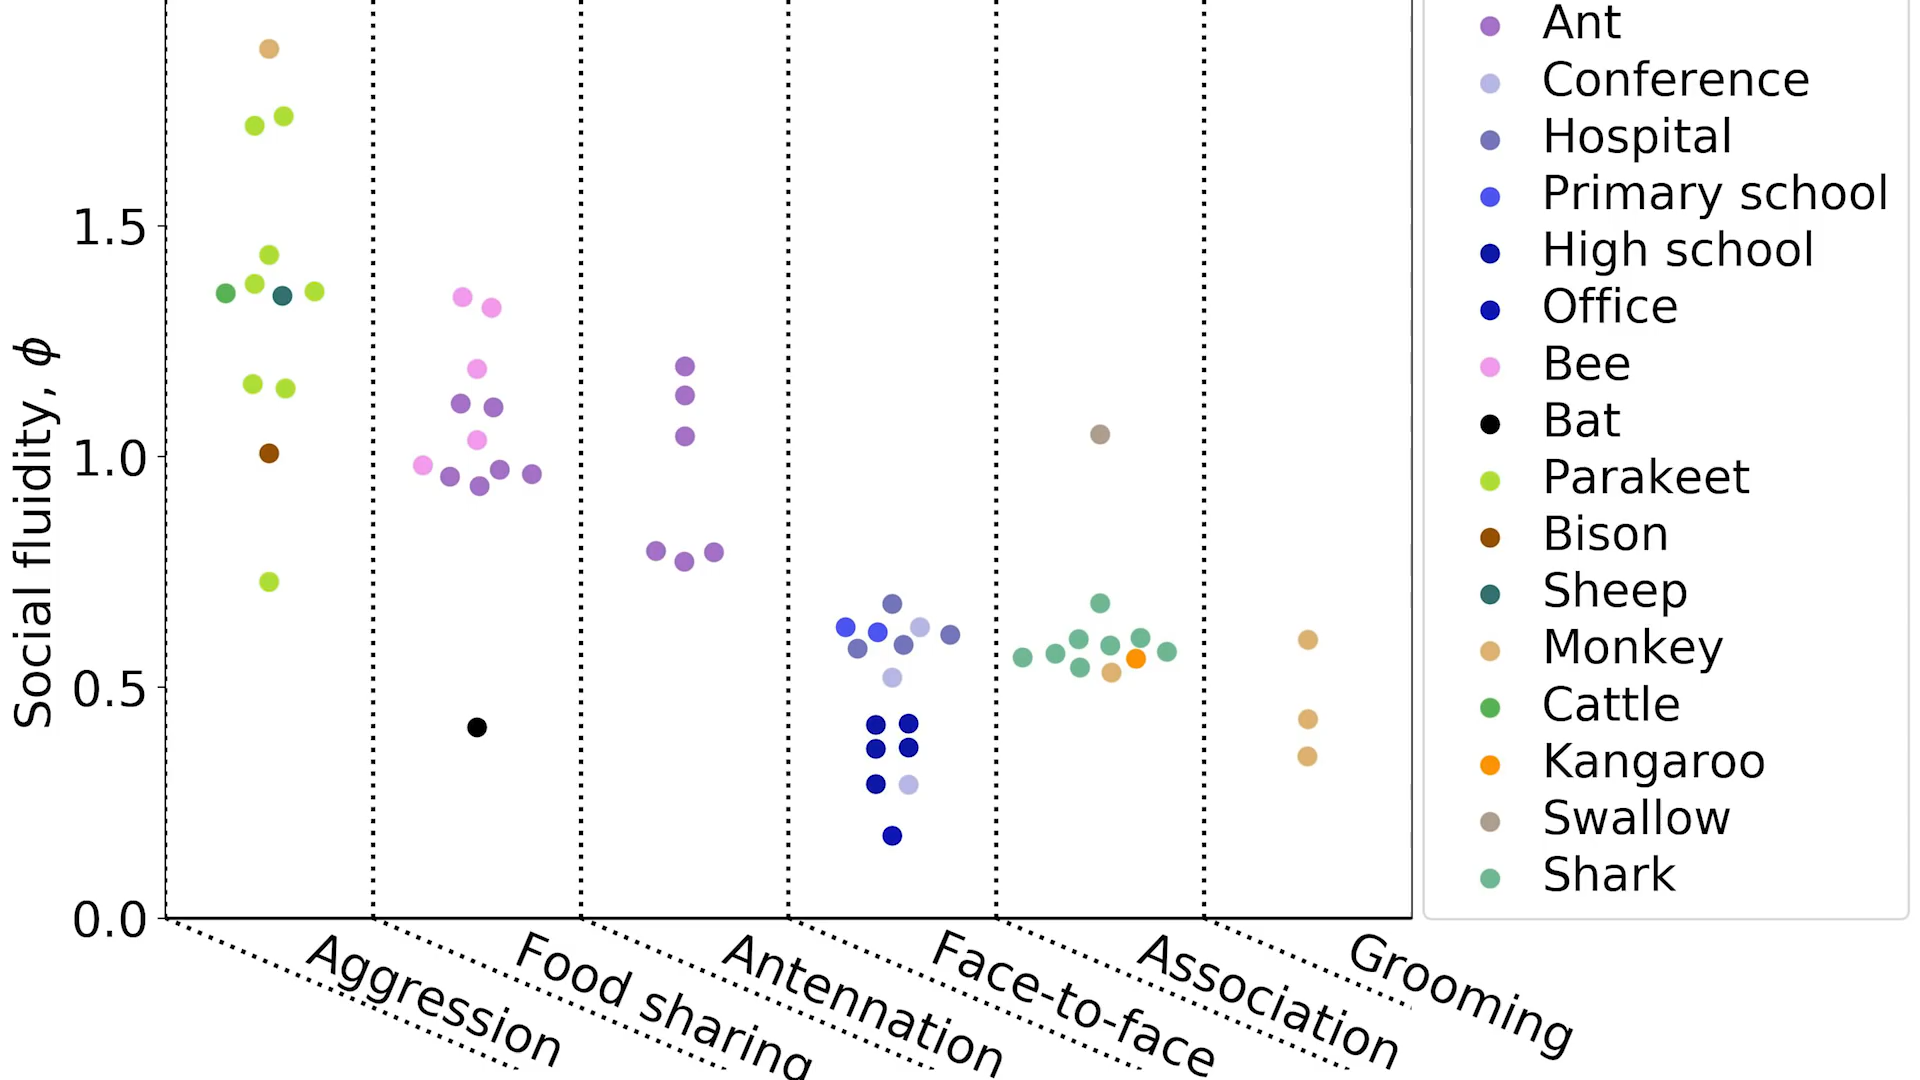 1.5
1.0
0.5
0.0
Social fluidity, ϕ
Aggression
Food sharing
Antennation
Face-to-face
Association
Grooming
Ant
Conference
Hospital
Primary school
High school
Office
Bee
Bat
Parakeet
Bison
Sheep
Monkey
Cattle
Kangaroo
Swallow
Shark